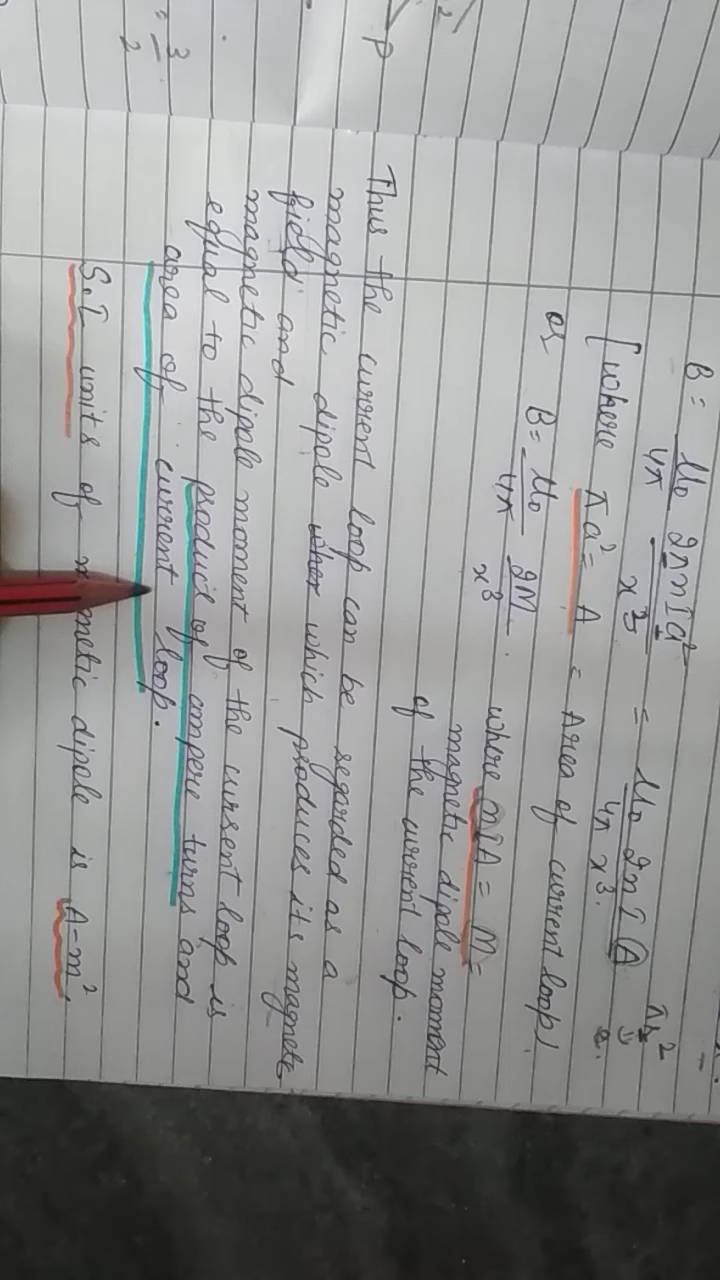 B = μ₀/4π 2πnIa²/x³ = μ₀/4π 2nI(A)/x³ πr²
[where πa² = A = Area of current loop]
or B = μ₀/4π 2M/x³. where nIA = M =
magnetic dipole moment
of the current loop.
Thus the current loop can be regarded as a
magnetic dipole which produces its magnetic
field and
magnetic dipole moment of the current loop is
equal to the product of ampere turns and
area of current loop.
S.I units of dipole is A-m².
P
= 3/2